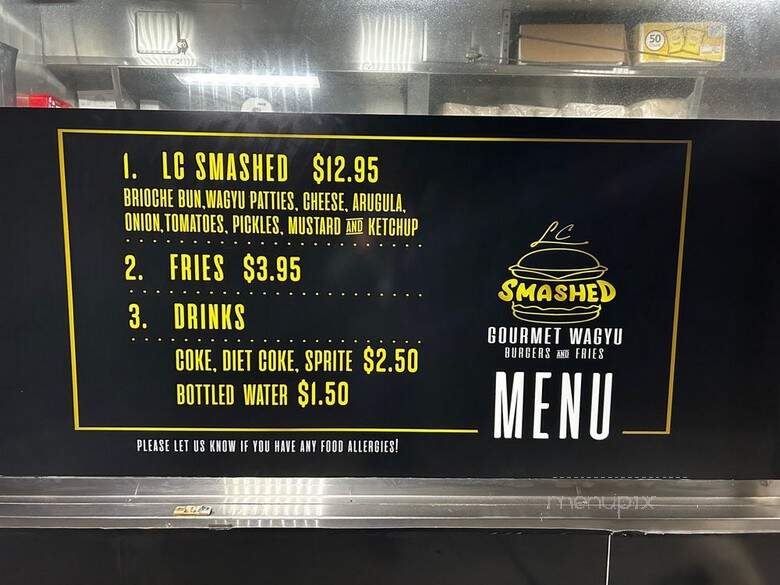 50
1. LC SMASHED $12.95
BRIOCHE BUN, WAGYU PATTIES, CHEESE, ARUGULA,
ONION, TOMATOES, PICKLES, MUSTARD AND KETCHUP
2. FRIES $3.95
3. DRINKS
COKE, DIET COKE, SPRITE $2.50
BOTTLED WATER $1.50
PLEASE LET US KNOW IF YOU HAVE ANY FOOD ALLERGIES!
LC
SMASHED
GOURMET WAGYU
BURGERS AND FRIES
MENU
menupix